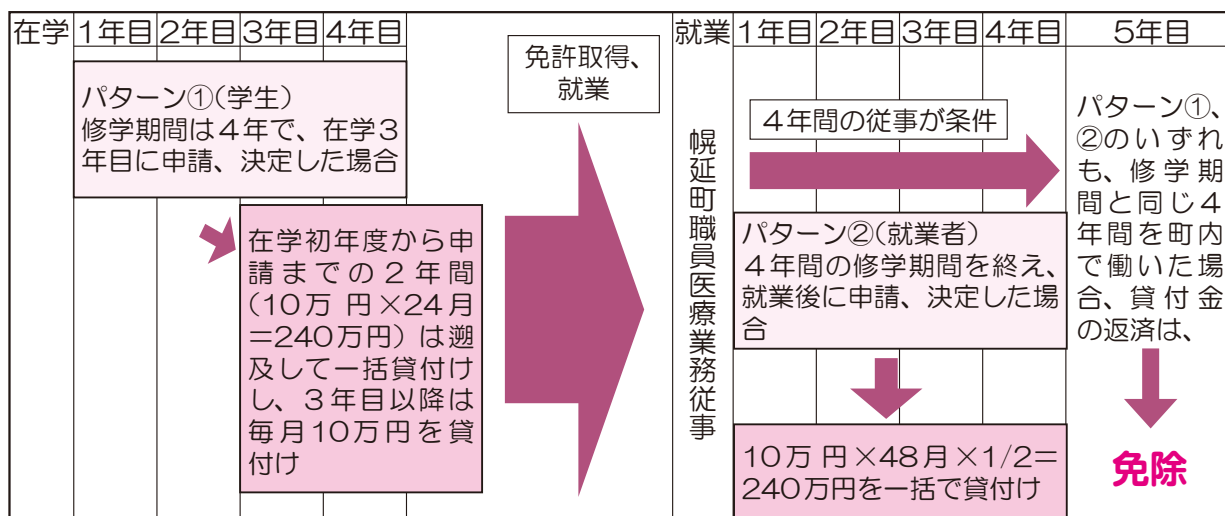 在学
1年目
2年目
3年目
4年目
パターン①(学生)
修学期間は４年で、在学３
年目に申請、決定した場合
在学初年度から申
請までの２年間
(10万円×24月
＝240万円)は遡
及して一括貸付け
し、３年目以降は
毎月10万円を貸
付け
免許取得、
就業
就業
1年目
2年目
3年目
4年目
5年目
幌延町職員医療業務従事
４年間の従事が条件
パターン②(就業者)
４年間の修学期間を終え、
就業後に申請、決定した場
合
10万円×48月×1/2＝
240万円を一括で貸付け
パターン①、
②のいずれ
も、修学期
間と同じ４
年間を町内
で働いた場
合、貸付金
の返済は、
免除